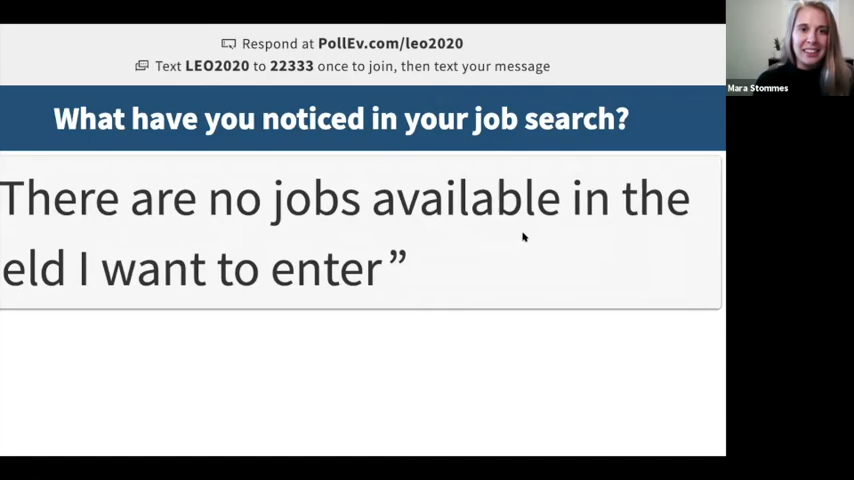 Respond at PollEv.com/leo2020
Text LEO2020 to 22333 once to join, then text your message
What have you noticed in your job search?
There are no jobs available in the
eld I want to enter”
Mara Stommes